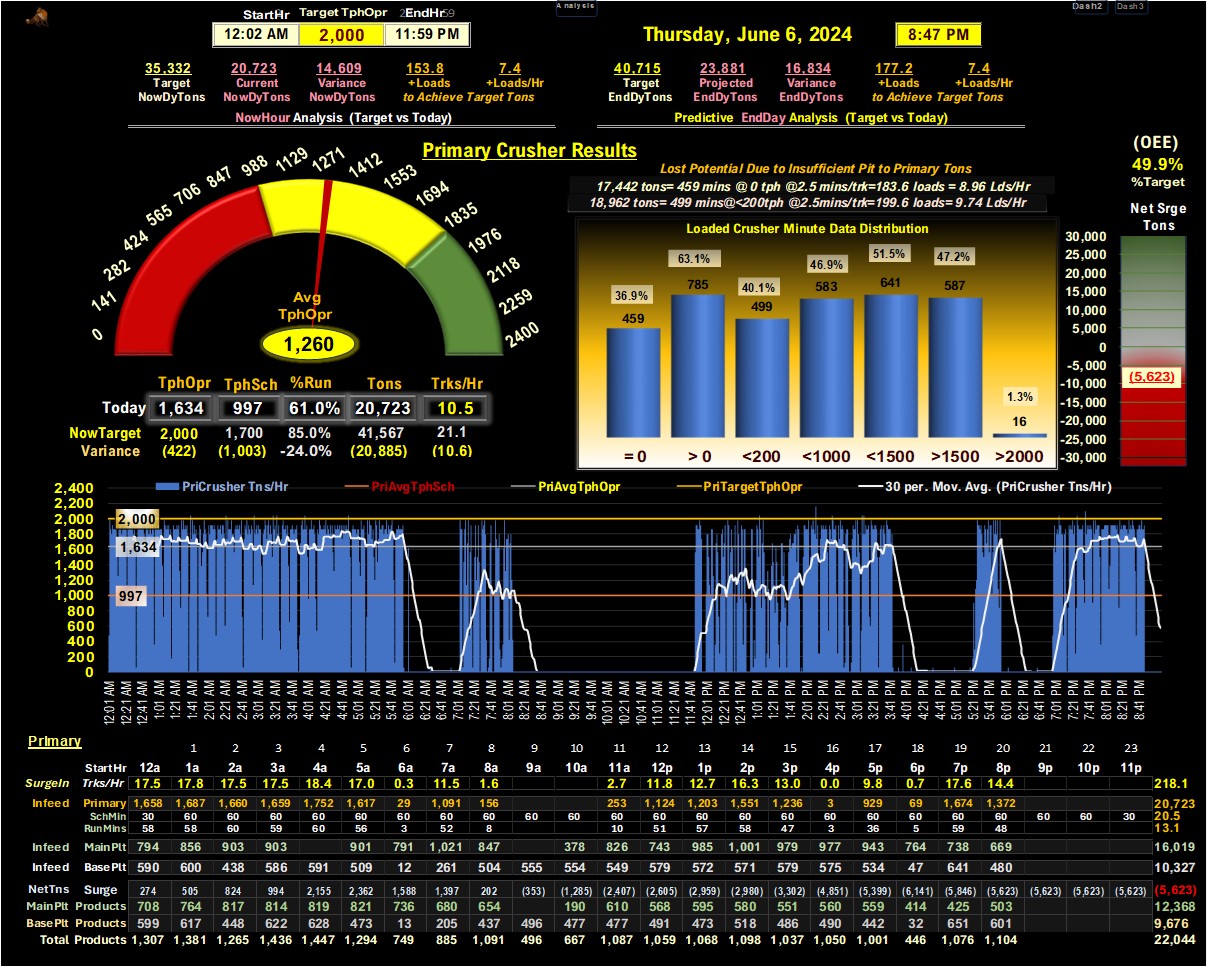 StartHr Target TphOpr EndHr
12:02 AM 2,000 11:59 PM
Analysis
Dash2 Dash3
Thursday, June 6, 2024 8:47 PM
35,332 20,723 14,609 153.8 7.4
Target Current Variance +Loads +Loads/Hr
NowDyTons NowDyTons NowDyTons to Achieve Target Tons
NowHour Analysis (Target vs Today)
40,715 23,881 16,834 177.2 7.4
Target Projected Variance +Loads +Loads/Hr
EndDyTons EndDyTons EndDyTons to Achieve Target Tons
Predictive EndDay Analysis (Target vs Today)
(OEE)
49.9%
%Target
Net Srge
Tons
30,000
25,000
20,000
15,000
10,000
5,000
0
-5,000
(5,623)
-10,000
-15,000
-20,000
-25,000
-30,000
Primary Crusher Results
0 141 282 424 565 706 847 988 1129 1271 1412 1553 1694 1835 1976 2118 2259 2400
Avg
TphOpr
1,260
Lost Potential Due to Insufficient Pit to Primary Tons
17,442 tons= 459 mins @ 0 tph @2.5 mins/trk=183.6 loads = 8.96 Lds/Hr
18,962 tons= 499 mins@<200tph @2.5mins/trk=199.6 loads= 9.74 Lds/Hr
Loaded Crusher Minute Data Distribution
36.9% 63.1% 40.1% 46.9% 51.5% 47.2% 1.3%
459 785 499 583 641 587 16
= 0 > 0 <200 <1000 <1500 >1500 >2000
TphOpr TphSch %Run Tons Trks/Hr
Today 1,634 997 61.0% 20,723 10.5
NowTarget 2,000 1,700 85.0% 41,567 21.1
Variance (422) (1,003) -24.0% (20,885) (10.6)
PriCrusher Tns/Hr PriAvgTphSch PriAvgTphOpr PriTargetTphOpr 30 per. Mov. Avg. (PriCrusher Tns/Hr)
2,400
2,200
2,000 2,000
1,800
1,600 1,634
1,400
1,200
1,000 997
800
600
400
200
0
12:01 AM 12:21 AM 12:41 AM 1:01 AM 1:21 AM 1:41 AM 2:01 AM 2:21 AM 2:41 AM 3:01 AM 3:21 AM 3:41 AM 4:01 AM 4:21 AM 4:41 AM 5:01 AM 5:21 AM 5:41 AM 6:01 AM 6:21 AM 6:41 AM 7:01 AM 7:21 AM 7:41 AM 8:01 AM 8:21 AM 8:41 AM 9:01 AM 9:21 AM 9:41 AM 10:01 AM 10:21 AM 10:41 AM 11:01 AM 11:21 AM 11:41 AM 12:01 PM 12:21 PM 12:41 PM 1:01 PM 1:21 PM 1:41 PM 2:01 PM 2:21 PM 2:41 PM 3:01 PM 3:21 PM 3:41 PM 4:01 PM 4:21 PM 4:41 PM 5:01 PM 5:21 PM 5:41 PM 6:01 PM 6:21 PM 6:41 PM 7:01 PM 7:21 PM 7:41 PM 8:01 PM 8:21 PM 8:41 PM
Primary
1 2 3 4 5 6 7 8 9 10 11 12 13 14 15 16 17 18 19 20 21 22 23
StartHr 12a 1a 2a 3a 4a 5a 6a 7a 8a 9a 10a 11a 12p 1p 2p 3p 4p 5p 6p 7p 8p 9p 10p 11p
SurgeIn Trks/Hr 17.5 17.8 17.5 17.5 18.4 17.0 0.3 11.5 1.6 2.7 11.8 12.7 16.3 13.0 0.0 9.8 0.7 17.6 14.4 218.1
Infeed Primary 1,658 1,687 1,660 1,659 1,752 1,617 29 1,091 156 253 1,124 1,203 1,551 1,236 3 929 69 1,674 1,372 20,723
SchMin 30 60 60 60 60 60 60 60 60 60 60 60 60 60 60 60 60 60 60 60 60 60 60 30 20.5
RunMins 58 58 60 59 60 56 3 52 8 10 51 57 58 47 3 36 5 59 48 13.1
Infeed MainPlt 794 856 903 903 901 791 1,021 847 378 826 743 985 1,001 979 977 943 764 738 669 16,019
Infeed BasePlt 590 600 438 586 591 509 12 261 504 555 554 549 579 572 571 579 575 534 47 641 480 10,327
NetTns Surge 274 505 824 994 2,155 2,362 1,588 1,397 202 (353) (1,285) (2,407) (2,605) (2,959) (2,980) (3,302) (4,851) (5,399) (6,141) (5,846) (5,623) (5,623) (5,623) (5,623) (5,623)
MainPlt Products 708 764 817 814 819 821 736 680 654 190 610 568 595 580 551 560 559 414 425 503 12,368
BasePlt Products 599 617 448 622 628 473 13 205 437 496 477 477 491 473 518 486 490 442 32 651 601 9,676
Total Products 1,307 1,381 1,265 1,436 1,447 1,294 749 885 1,091 496 667 1,087 1,059 1,068 1,098 1,037 1,050 1,001 446 1,076 1,104 22,044